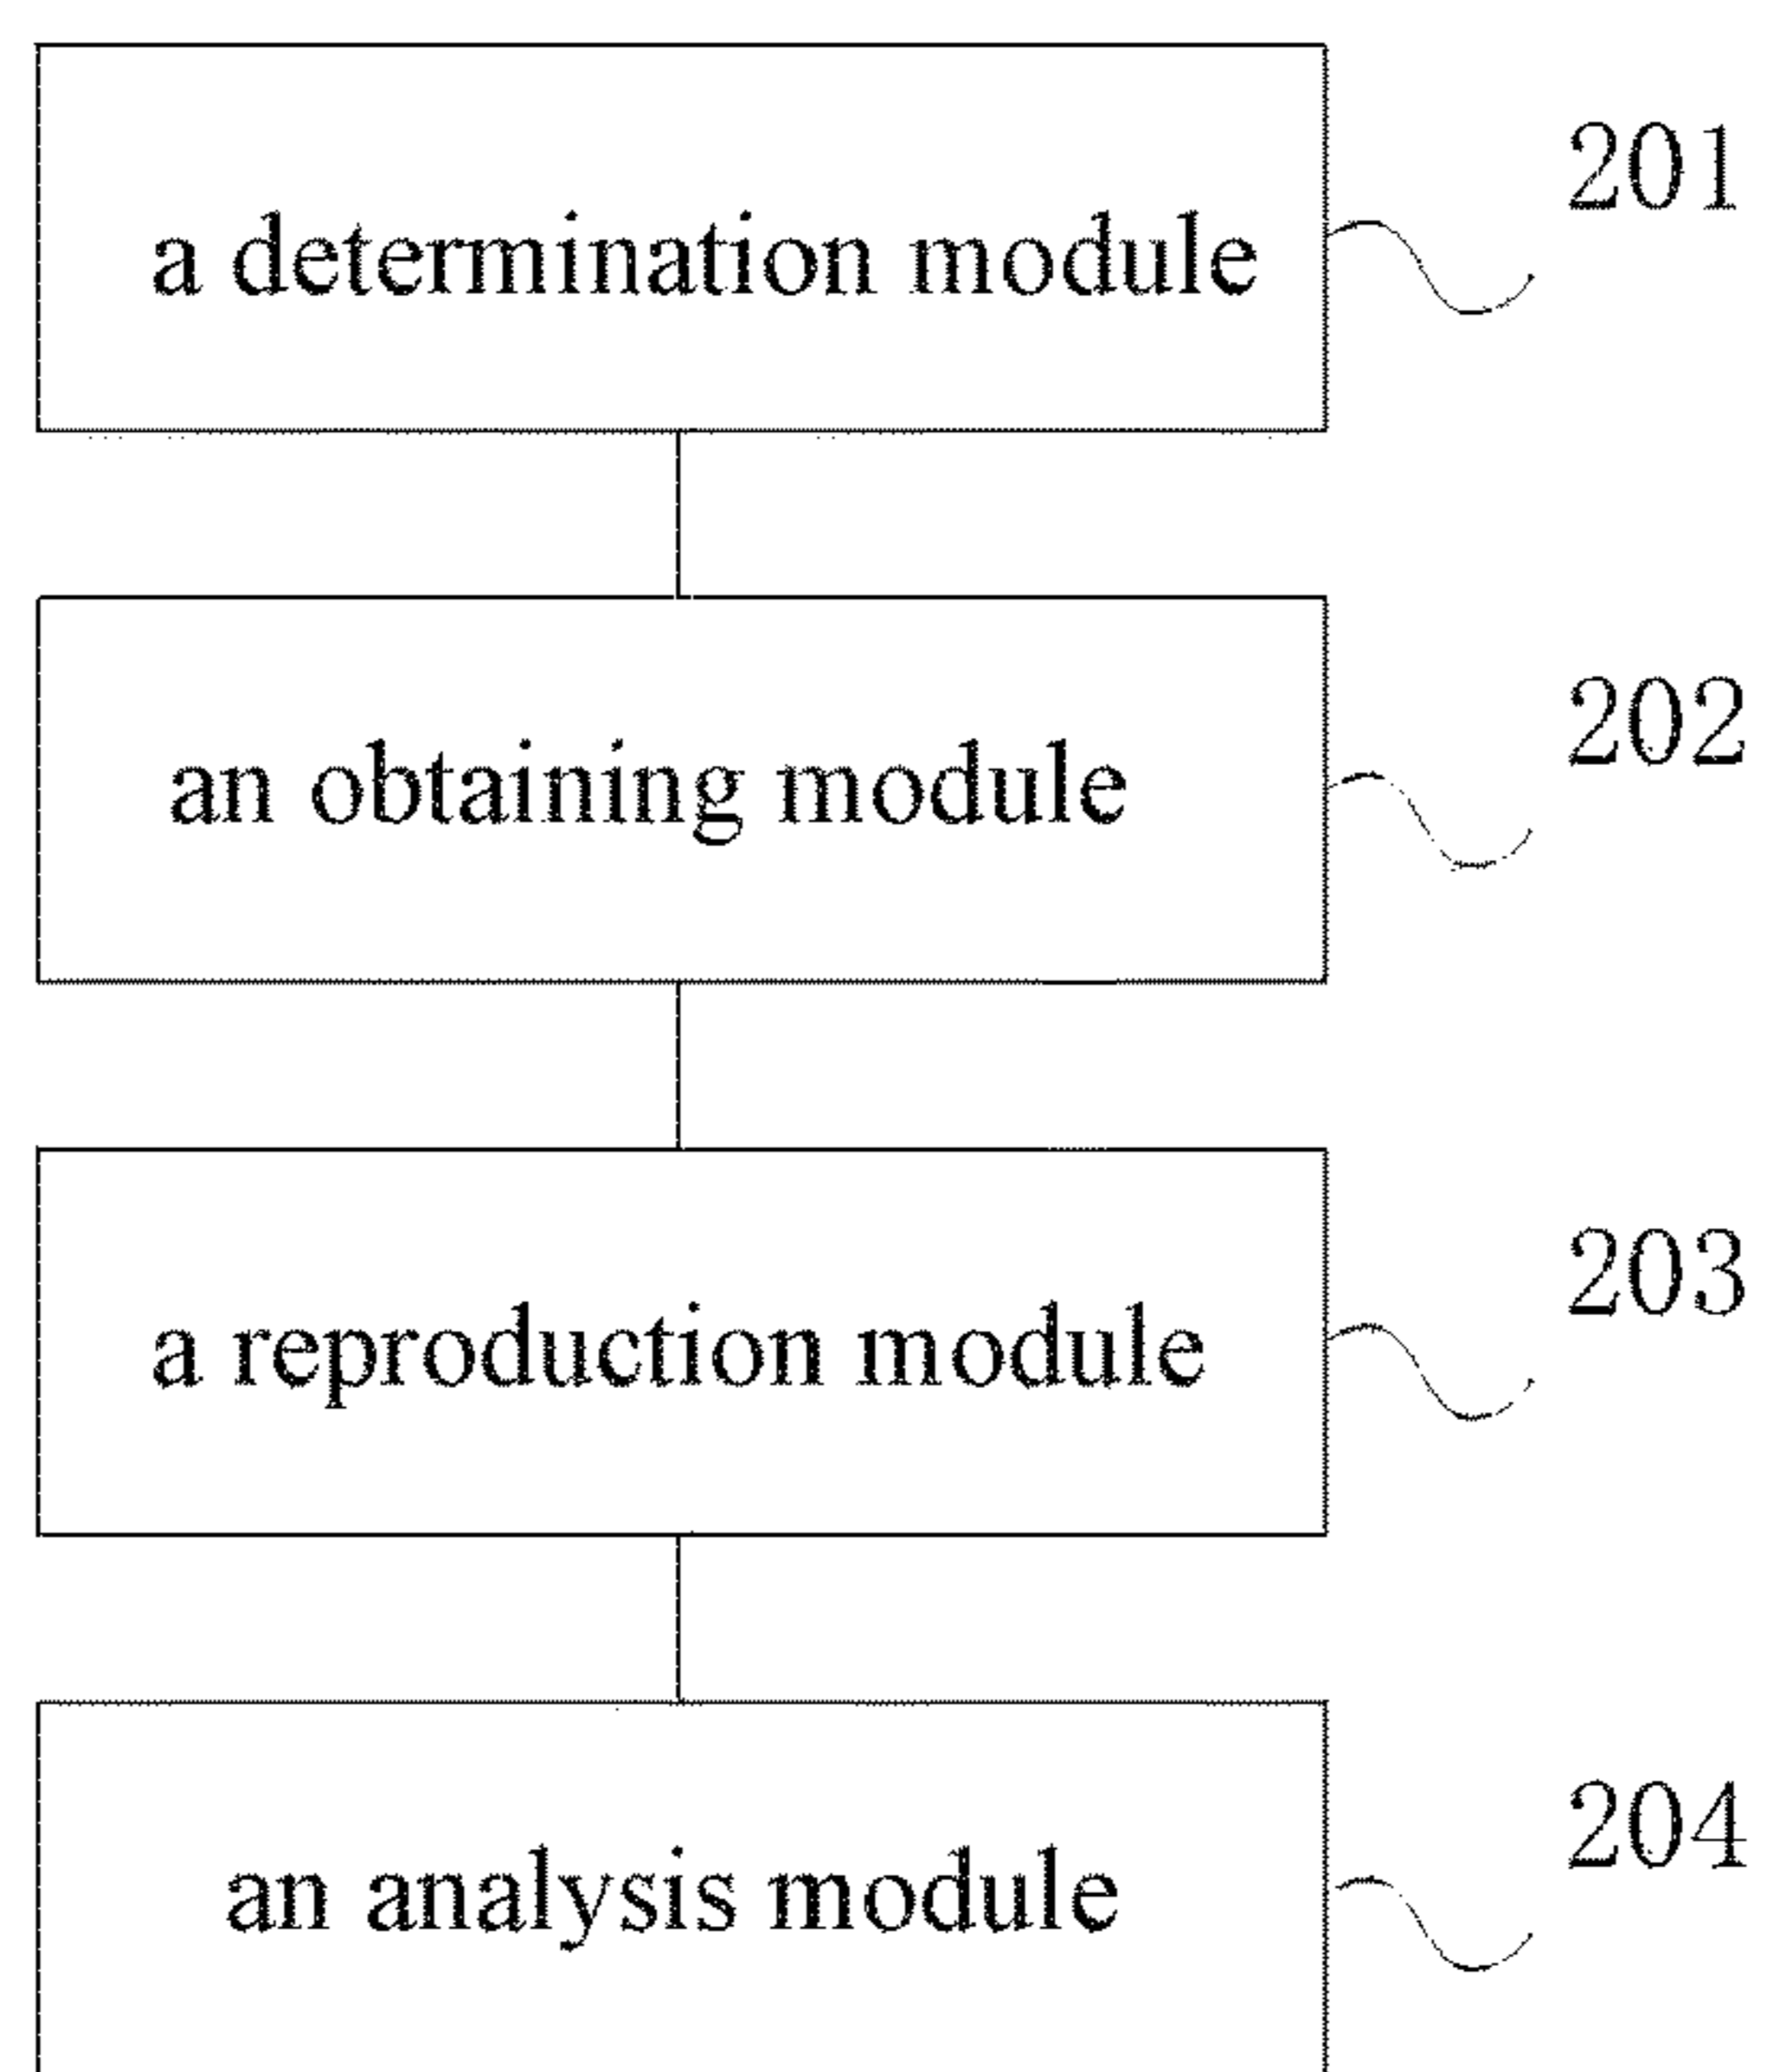 201
a determination module
202
an obtaining module
203
a reproduction module
204
an analysis module